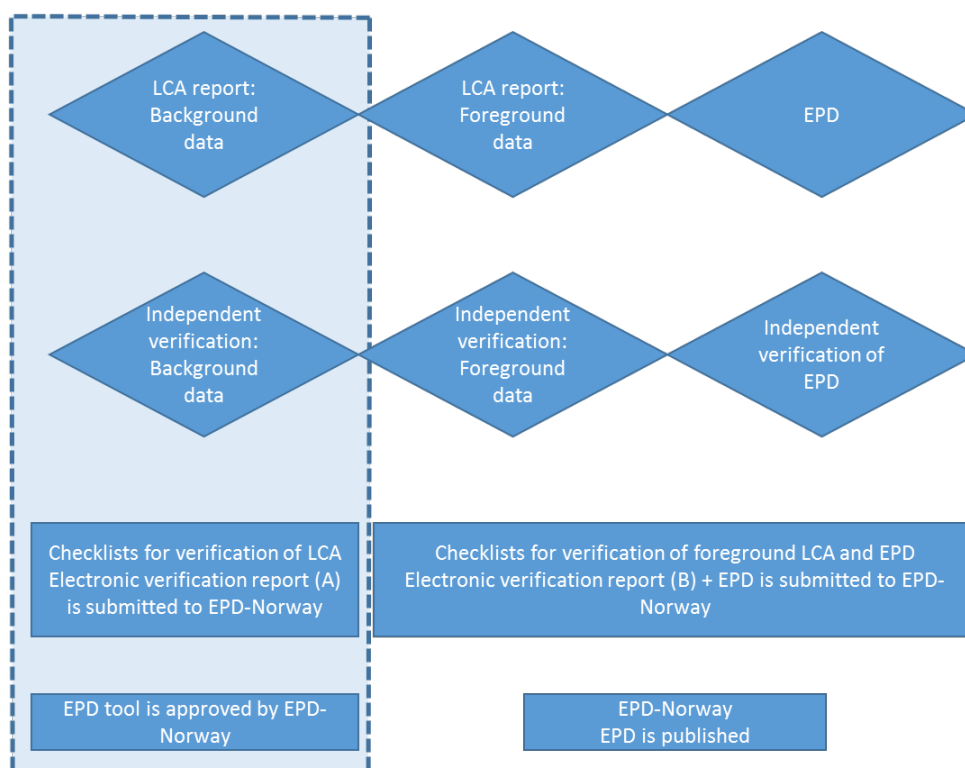 LCA report:
Background
data
LCA report:
Foreground
data
EPD
Independent
verification:
Background
data
Independent
verification:
Foreground
data
Independent
verification of
EPD
Checklists for verification of LCA
Electronic verification report (A)
is submitted to EPD-Norway
Checklists for verification of foreground LCA and EPD
Electronic verification report (B) + EPD is submitted to EPD-
Norway
EPD tool is approved by EPD-
Norway
EPD-Norway
EPD is published